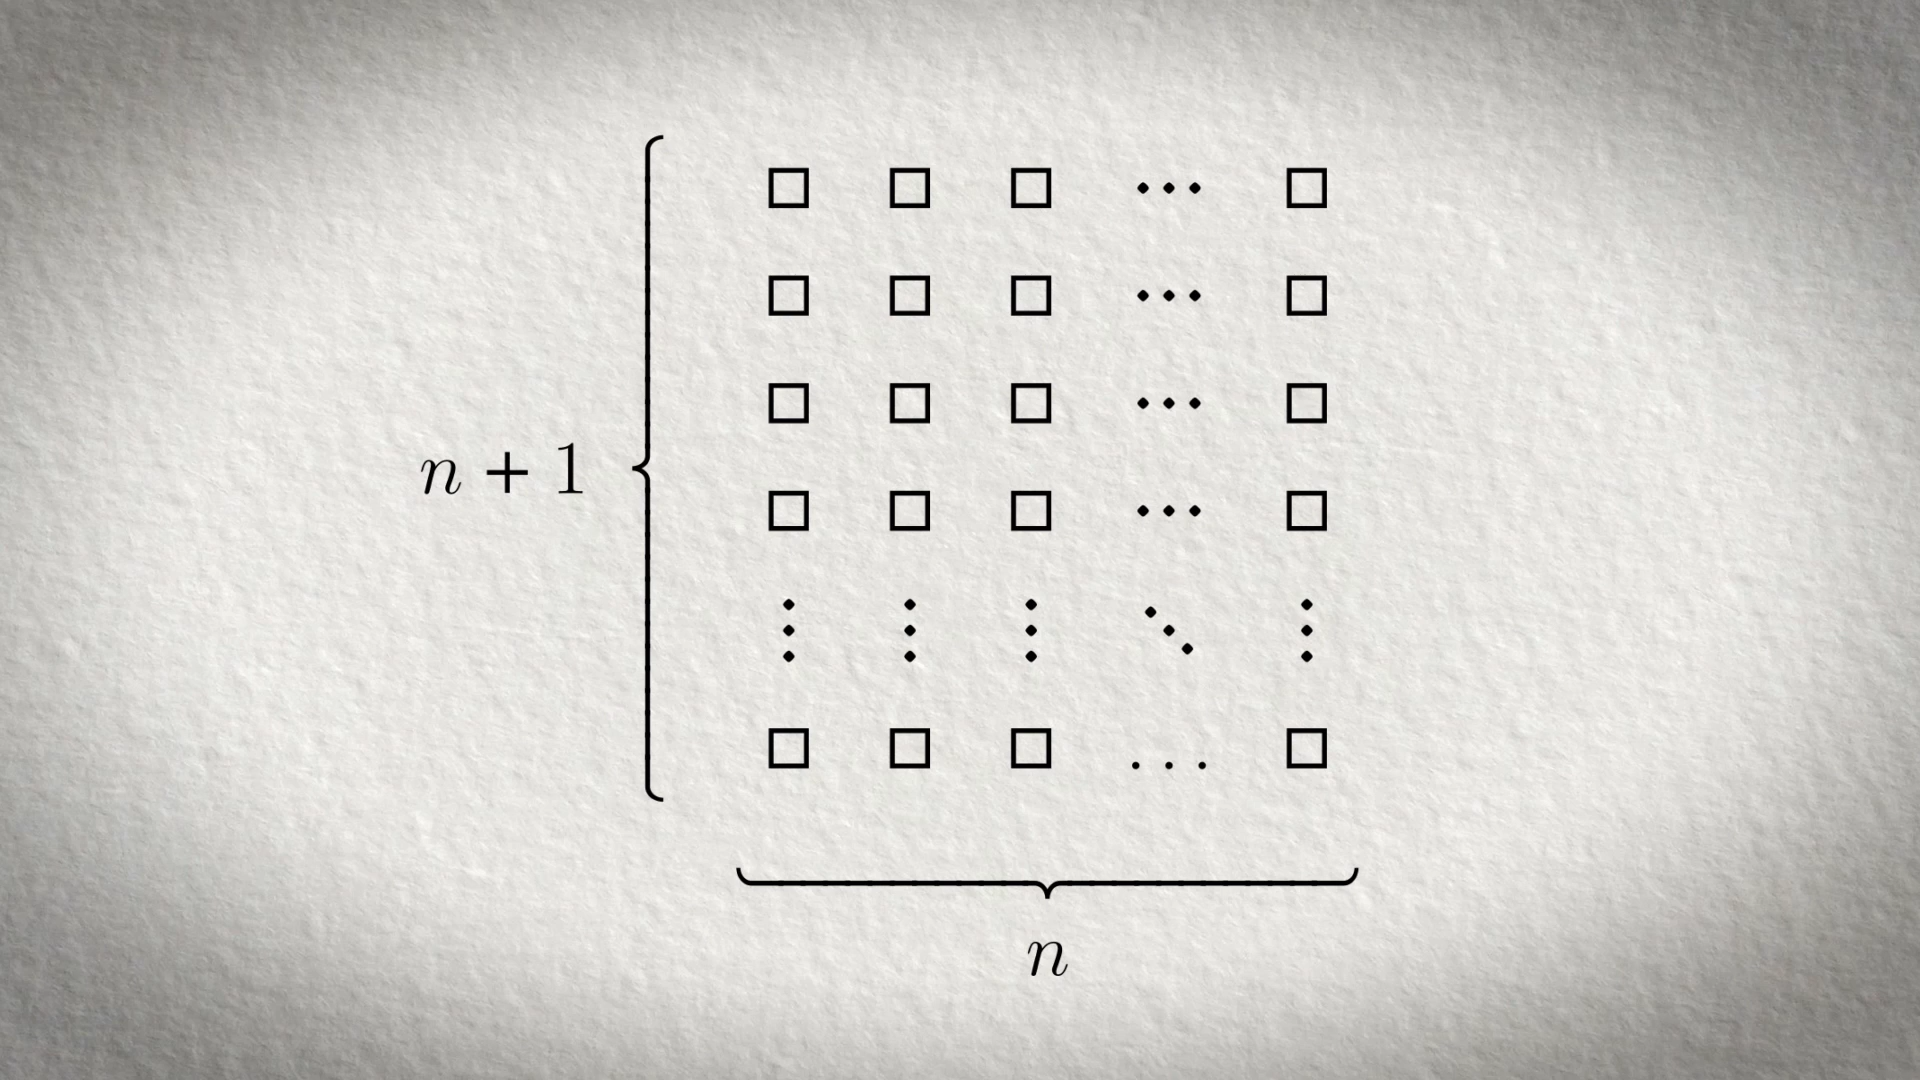 □ □ □ ⋯ □
□ □ □ ⋯ □
□ □ □ ⋯ □
n + 1
□ □ □ ⋯ □
⋮ ⋮ ⋮ ⋱ ⋮
□ □ □ … □
n